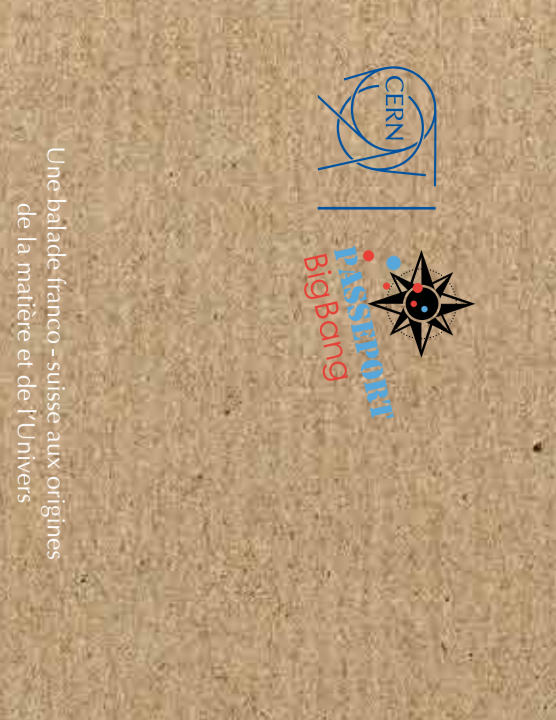 CERN
PASSEPORT
BigBang
Une balade franco - suisse aux origines
de la matière et de l'Univers